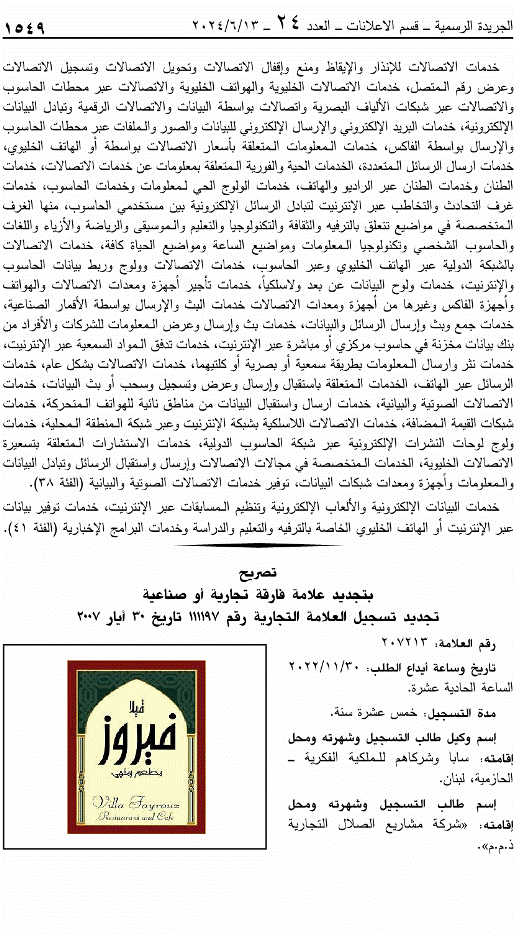 الجريدة الرسمية ــ قسم الاعلانات ــ العدد ٢٤ ــ ٢٠٢٤/٦/١٣
١٥٤٩
خدمات الاتصالات للإنذار والإيقاظ ومنع وإقفال الاتصالات وتحويل الاتصالات وتسجيل الاتصالات
وعرض رقم المتصل، خدمات الاتصالات الخليوية والهواتف الخليوية والاتصالات عبر محطات الحاسوب
والاتصالات عبر شبكات الألياف البصرية واتصالات بواسطة البيانات والاتصالات الرقمية وتبادل البيانات
الإلكترونية، خدمات البريد الإلكتروني والإرسال الإلكتروني للبيانات والصور والملفات عبر محطات الحاسوب
والإرسال بواسطة الفاكس، خدمات المعلومات المتعلقة بأسعار الاتصالات بواسطة أو الهاتف الخليوي،
خدمات ارسال الرسائل المتعددة، الخدمات الحية والفورية المتعلقة بمعلومات عن خدمات الاتصالات، خدمات
الطنان وخدمات الطنان عبر الراديو والهاتف، خدمات الولوج الحي لمعلومات وخدمات الحاسوب، خدمات
غرف التحادث والتخاطب عبر الإنترنيت لتبادل الرسائل الإلكترونية بين مستخدمي الحاسوب، منها الغرف
المتخصصة في مواضيع تتعلق بالترفيه والثقافة والتكنولوجيا والتعليم والموسيقى والرياضة والأزياء واللغات
والحاسوب الشخصي وتكنولوجيا المعلومات ومواضيع الساعة ومواضيع الحياة كافة، خدمات الاتصالات
بالشبكة الدولية عبر الهاتف الخليوي وعبر الحاسوب، خدمات الاتصالات وولوج وربط بيانات الحاسوب
والإنترنيت، خدمات ولوح البيانات عن بعد ولاسلكياً، خدمات تأجير أجهزة ومعدات الاتصالات والهواتف
وأجهزة الفاكس وغيرها من أجهزة ومعدات الاتصالات خدمات البث والإرسال بواسطة الأقمار الصناعية،
خدمات جمع وبث وإرسال الرسائل والبيانات، خدمات بث وإرسال وعرض المعلومات للشركات والأفراد من
بنك بيانات مخزنة في حاسوب مركزي أو مباشرة عبر الإنترنيت، خدمات تدفق المواد السمعية عبر الإنترنيت،
خدمات نثر وارسال المعلومات بطريقة سمعية أو بصرية أو كلتيهما، خدمات الاتصالات بشكل عام، خدمات
الرسائل عبر الهاتف، الخدمات المتعلقة باستقبال وإرسال وعرض وتسجيل وسحب أو بث البيانات، خدمات
الاتصالات الصوتية والبيانية، خدمات ارسال واستقبال البيانات من مناطق نائية للهواتف المتحركة، خدمات
شبكات القيمة المضافة، خدمات الاتصالات اللاسلكية بشبكة الإنترنيت وعبر شبكة المنطقة المحلية، خدمات
ولوج لوحات النشرات الإلكترونية عبر شبكة الحاسوب الدولية، خدمات الاستشارات المتعلقة بتسعيرة
الاتصالات الخليوية، الخدمات المتخصصة في مجالات الاتصالات وإرسال واستقبال الرسائل وتبادل البيانات
والمعلومات وأجهزة ومعدات شبكات البيانات، توفير خدمات الاتصالات الصوتية والبيانية (الفئة ٣٨).
خدمات البيانات الإلكترونية والألعاب الإلكترونية وتنظيم المسابقات عبر الإنترنيت، خدمات توفير بيانات
عبر الإنترنيت أو الهاتف الخليوي الخاصة بالترفيه والتعليم والدراسة وخدمات البرامج الإخبارية (الفئة ٤١).
تصريح
بتجديد علامة فارقة تجارية أو صناعية
تجديد تسجيل العلامة التجارية رقم ١١١١٩٧ تاريخ ٣٠ أيار ٢٠٠٧
رقم العلامة: ٢٠٧٢١٣
تاريخ وساعة أيداع الطلب: ٢٠٢٢/١١/٣٠
الساعة الحادية عشرة.
مدة التسجيل: خمس عشرة سنة.
إسم وكيل طالب التسجيل وشهرته ومحل
إقامته: سابا وشركاهم للملكية الفكرية ــ
الحازمية، لبنان.
إسم طالب التسجيل وشهرته ومحل
إقامته: «شركة مشاريع الصلال التجارية
ذ.م.م».
ڤيلا
فيروز
مطعم ومقهى
Villa Fayrouz
Restaurant and Cafe